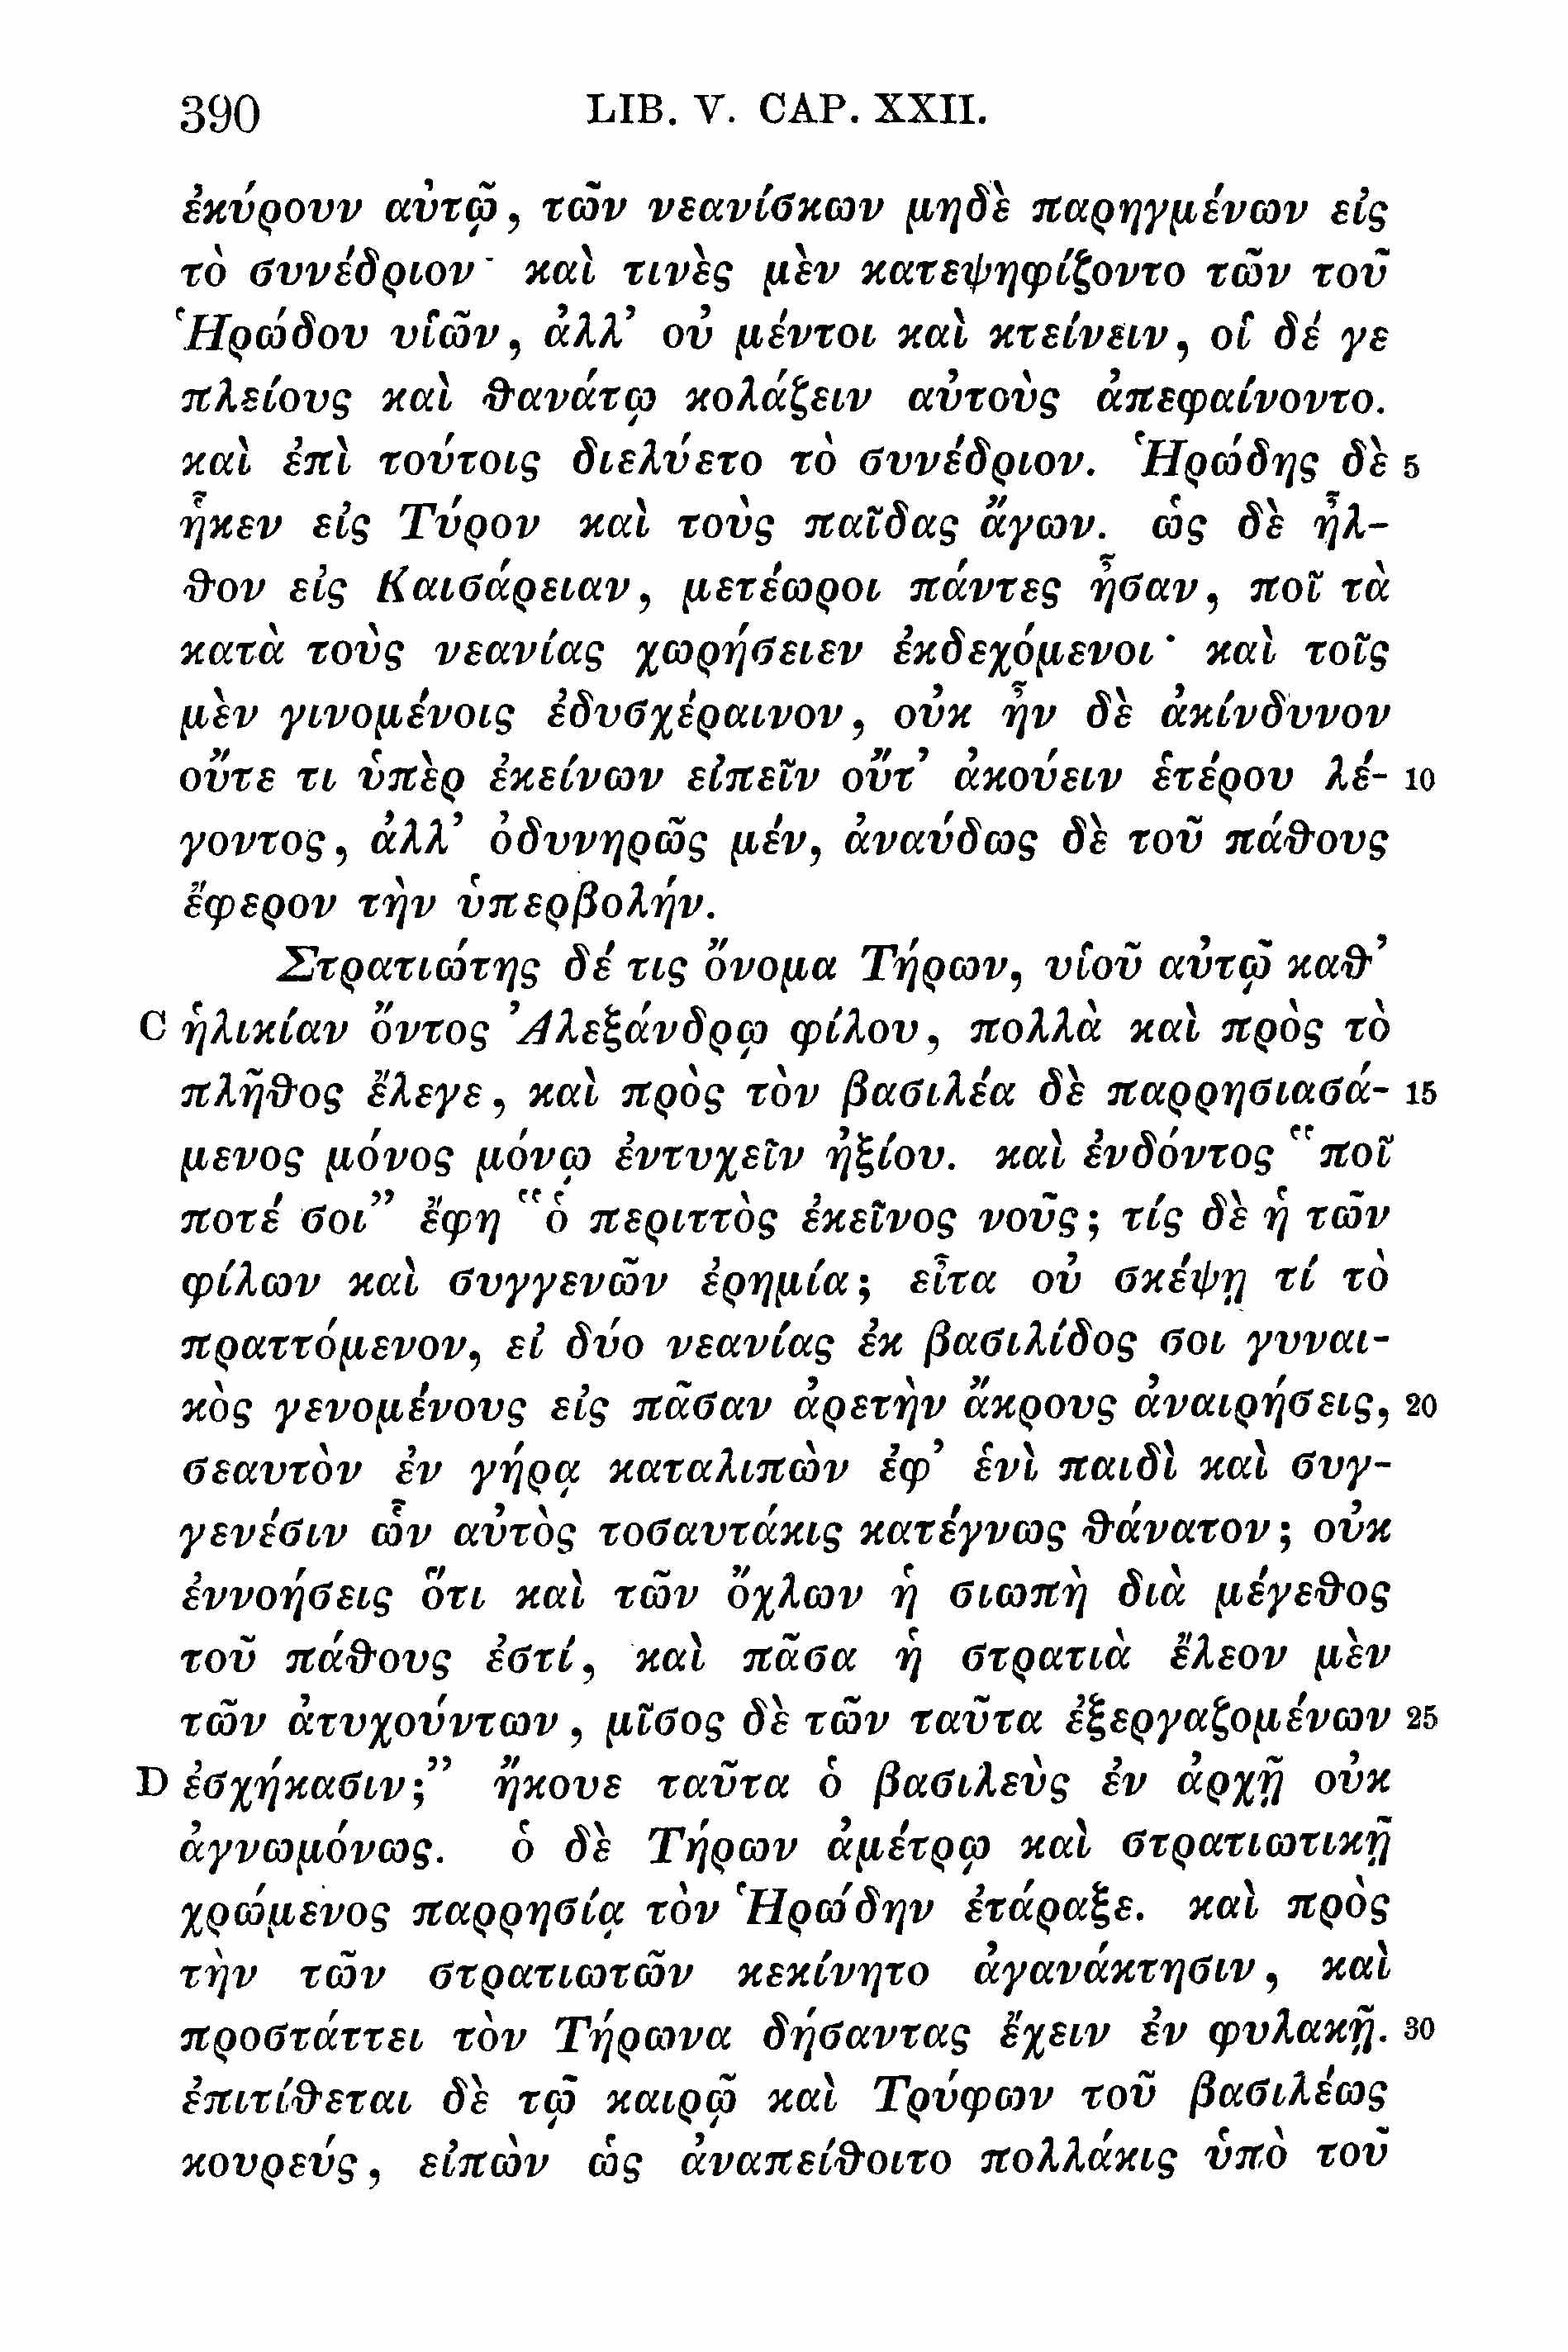 390 LIB. V. CAP. XXII.
ἐκύρουν αὐτῷ, τῶν νεανίσκων μηδὲ παρηγμένων εἰς
τὸ συνέδριον· καὶ τινὲς μὲν κατεψηφίζοντο τῶν τοῦ
Ἡρώδου υἱῶν, ἀλλ’ οὐ μέντοι καὶ κτείνειν, οἱ δέ γε
πλείους καὶ θανάτῳ κολάζειν αὐτοὺς ἀπεφαίνοντο.
καὶ ἐπὶ τούτοις διελύετο τὸ συνέδριον. Ἡρώδης δὲ 5
ἧκεν εἰς Τύρον καὶ τοὺς παῖδας ἄγων. ὡς δὲ ἦλ-
θον εἰς Καισάρειαν, μετέωροι πάντες ἦσαν, ποῖ τὰ
κατὰ τοὺς νεανίας χωρήσειεν ἐκδεχόμενοι· καὶ τοῖς
μὲν γινομένοις ἐδυσχέραινον, οὐκ ἦν δὲ ἀκίνδυνον
οὔτε τι ὑπὲρ ἐκείνων εἰπεῖν οὔτ’ ἀκούειν ἑτέρου λέ- 10
γοντος, ἀλλ’ ὀδυνηρῶς μέν, ἀναύδως δὲ τοῦ πάθους
ἔφερον τὴν ὑπερβολήν.
Στρατιώτης δέ τις ὄνομα Τήρων, υἱοῦ αὐτῷ καθ’
C ἡλικίαν ὄντος Ἀλεξάνδρῳ φίλου, πολλὰ καὶ πρὸς τὸ
πλῆθος ἔλεγε, καὶ πρὸς τὸν βασιλέα δὲ παρρησιασά- 15
μενος μόνος μόνῳ ἐντυχεῖν ἠξίου. καὶ ἐνδόντος “ποῖ
ποτέ σοι” ἔφη “ὁ περιττὸς ἐκεῖνος νοῦς; τίς δὲ ἡ τῶν
φίλων καὶ συγγενῶν ἐρημία; εἶτα οὐ σκέψῃ τί τὸ
πραττόμενον, εἰ δύο νεανίας ἐκ βασιλίδος σοι γυναι-
κὸς γενομένους εἰς πᾶσαν ἀρετὴν ἄκρους ἀναιρήσεις, 20
σεαυτὸν ἐν γήρᾳ καταλιπὼν ἐφ’ ἑνὶ παιδὶ καὶ συγ-
γενέσιν ὧν αὐτὸς τοσαυτάκις κατέγνως θάνατον; οὐκ
ἐννοήσεις ὅτι καὶ τῶν ὄχλων ἡ σιωπὴ διὰ μέγεθος
τοῦ πάθους ἐστί, καὶ πᾶσα ἡ στρατιὰ ἔλεον μὲν
τῶν ἀτυχούντων, μῖσος δὲ τῶν ταῦτα ἐξεργαζομένων 25
D ἐσχήκασιν;” ἤκουε ταῦτα ὁ βασιλεὺς ἐν ἀρχῇ οὐκ
ἀγνωμόνως. ὁ δὲ Τήρων ἀμέτρῳ καὶ στρατιωτικῇ
χρώμενος παρρησίᾳ τὸν Ἡρώδην ἐτάραξε. καὶ πρὸς
τὴν τῶν στρατιωτῶν κεκίνητο ἀγανάκτησιν, καὶ
προστάττει τὸν Τήρωνα δήσαντας ἔχειν ἐν φυλακῇ. 30
ἐπιτίθεται δὲ τῷ καιρῷ καὶ Τρύφων τοῦ βασιλέως
κουρεύς, εἰπὼν ὡς ἀναπείθοιτο πολλάκις ὑπὸ τοῦ